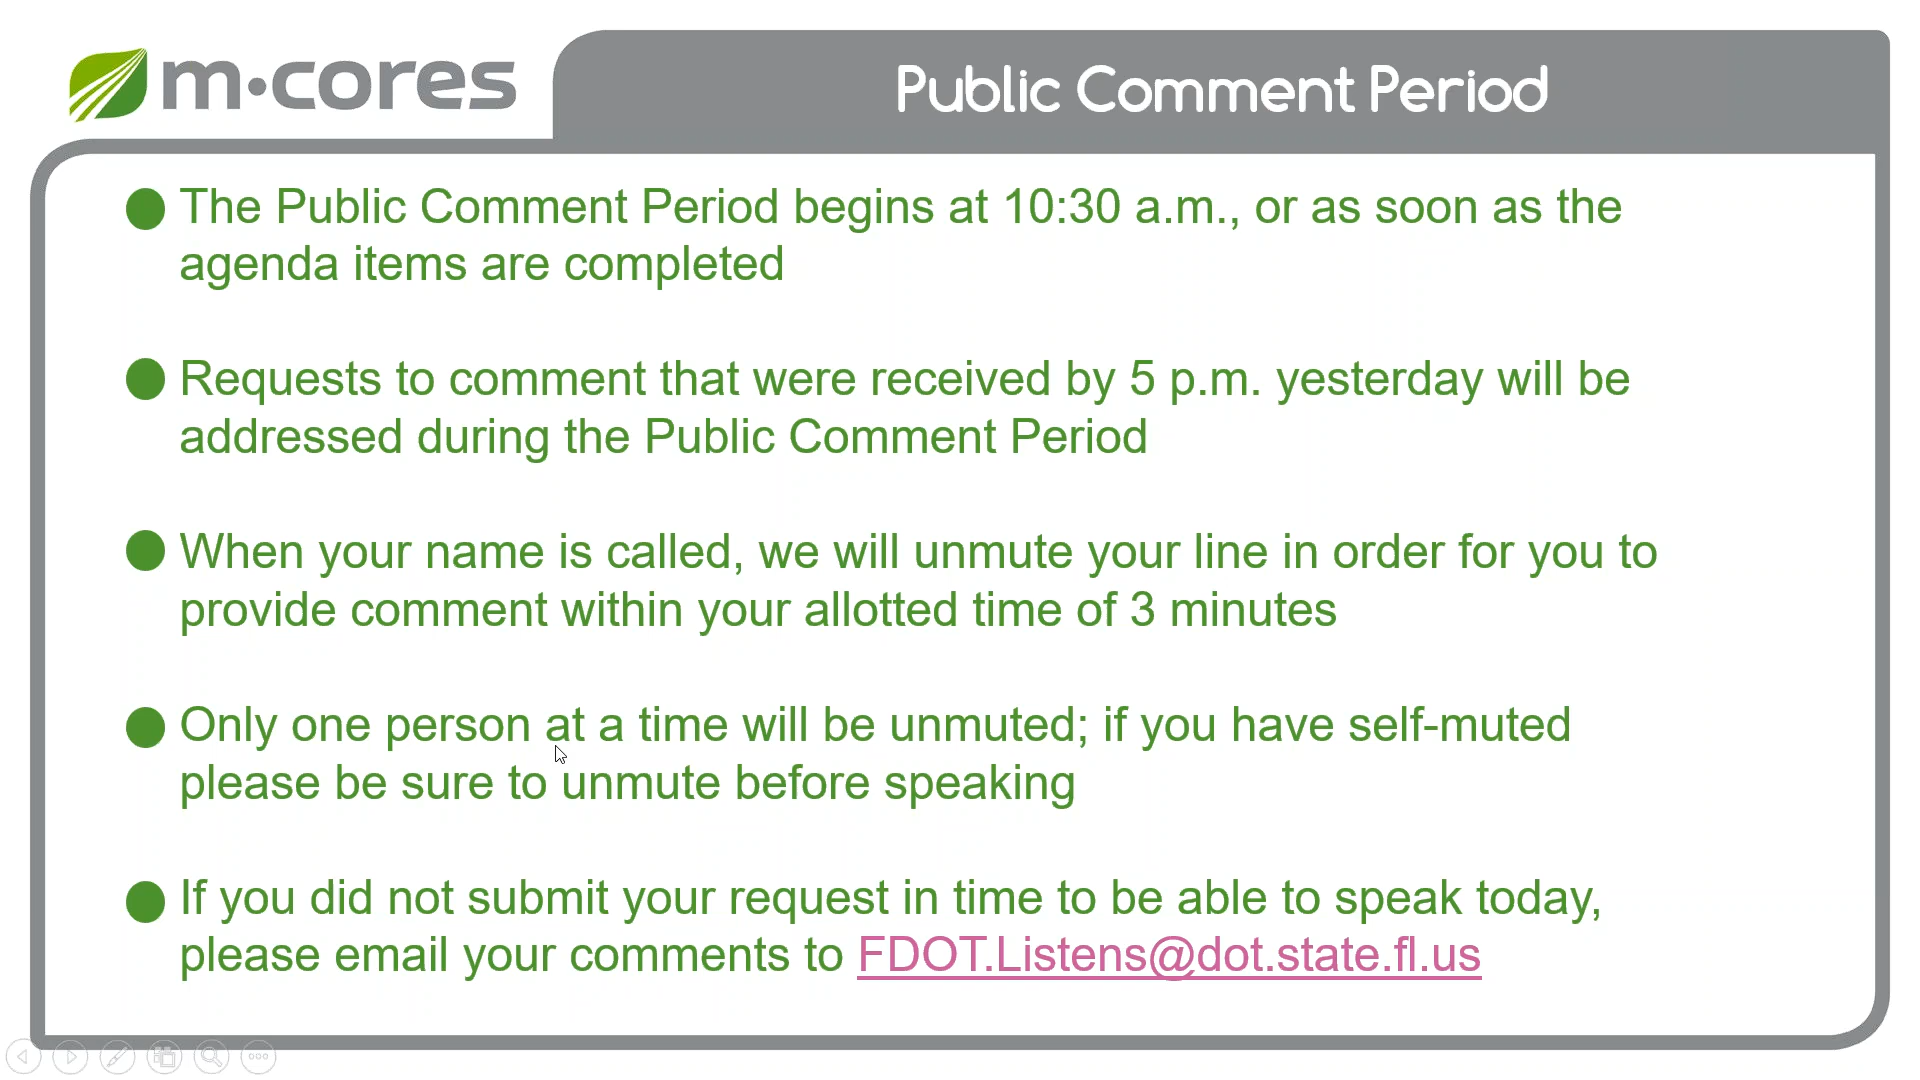 m·cores
Public Comment Period
The Public Comment Period begins at 10:30 a.m., or as soon as the
agenda items are completed
Requests to comment that were received by 5 p.m. yesterday will be
addressed during the Public Comment Period
When your name is called, we will unmute your line in order for you to
provide comment within your allotted time of 3 minutes
Only one person at a time will be unmuted; if you have self-muted
please be sure to unmute before speaking
If you did not submit your request in time to be able to speak today,
please email your comments to FDOT.Listens@dot.state.fl.us